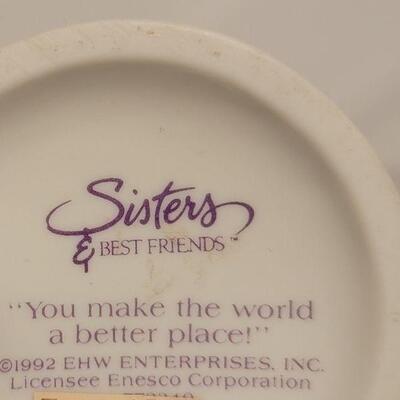 Sisters
& BEST FRIENDS™
"You make the world
a better place!"
©1992 EHW ENTERPRISES, INC.
Licensee Enesco Corporation